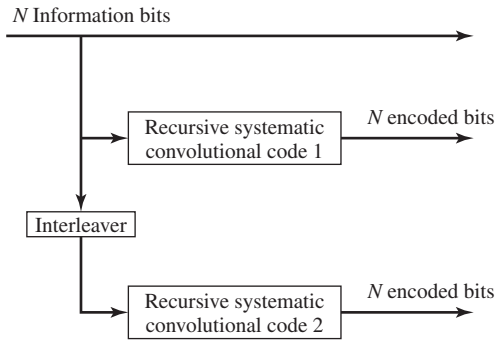 N Information bits
N encoded bits
Recursive systematic
convolutional code 1
Interleaver
N encoded bits
Recursive systematic
convolutional code 2